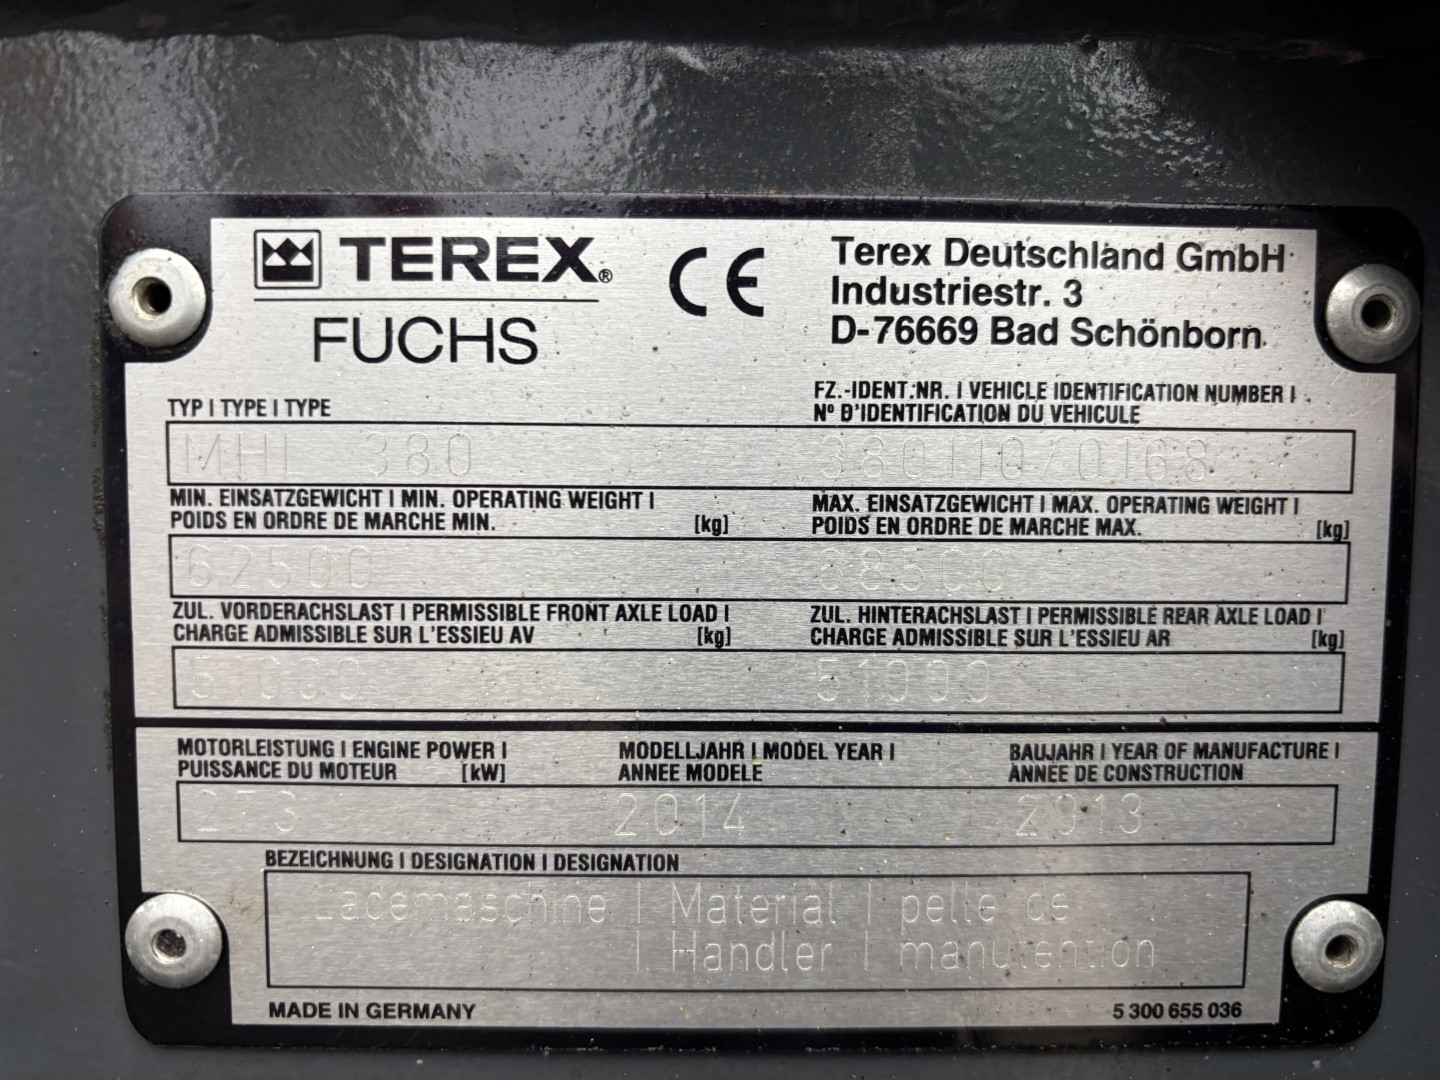 TEREX®
FUCHS
CE
Terex Deutschland GmbH
Industriestr. 3
D-76669 Bad Schönborn
TYP | TYPE | TYPE
FZ.-IDENT.NR. | VEHICLE IDENTIFICATION NUMBER |
N° D'IDENTIFICATION DU VEHICULE
MHL 380
380110/0168
MIN. EINSATZGEWICHT | MIN. OPERATING WEIGHT |
POIDS EN ORDRE DE MARCHE MIN. [kg]
MAX. EINSATZGEWICHT | MAX. OPERATING WEIGHT |
POIDS EN ORDRE DE MARCHE MAX. [kg]
62500
68500
ZUL. VORDERACHSLAST | PERMISSIBLE FRONT AXLE LOAD |
CHARGE ADMISSIBLE SUR L'ESSIEU AV [kg]
ZUL. HINTERACHSLAST | PERMISSIBLE REAR AXLE LOAD |
CHARGE ADMISSIBLE SUR L'ESSIEU AR [kg]
51000
51000
MOTORLEISTUNG | ENGINE POWER |
PUISSANCE DU MOTEUR [kW]
MODELLJAHR | MODEL YEAR |
ANNEE MODELE
BAUJAHR | YEAR OF MANUFACTURE |
ANNÉE DE CONSTRUCTION
273
2014
2013
BEZEICHNUNG | DESIGNATION | DESIGNATION
Lademaschine | Material | pelle de
| Handler | manutention
MADE IN GERMANY
5 300 655 036